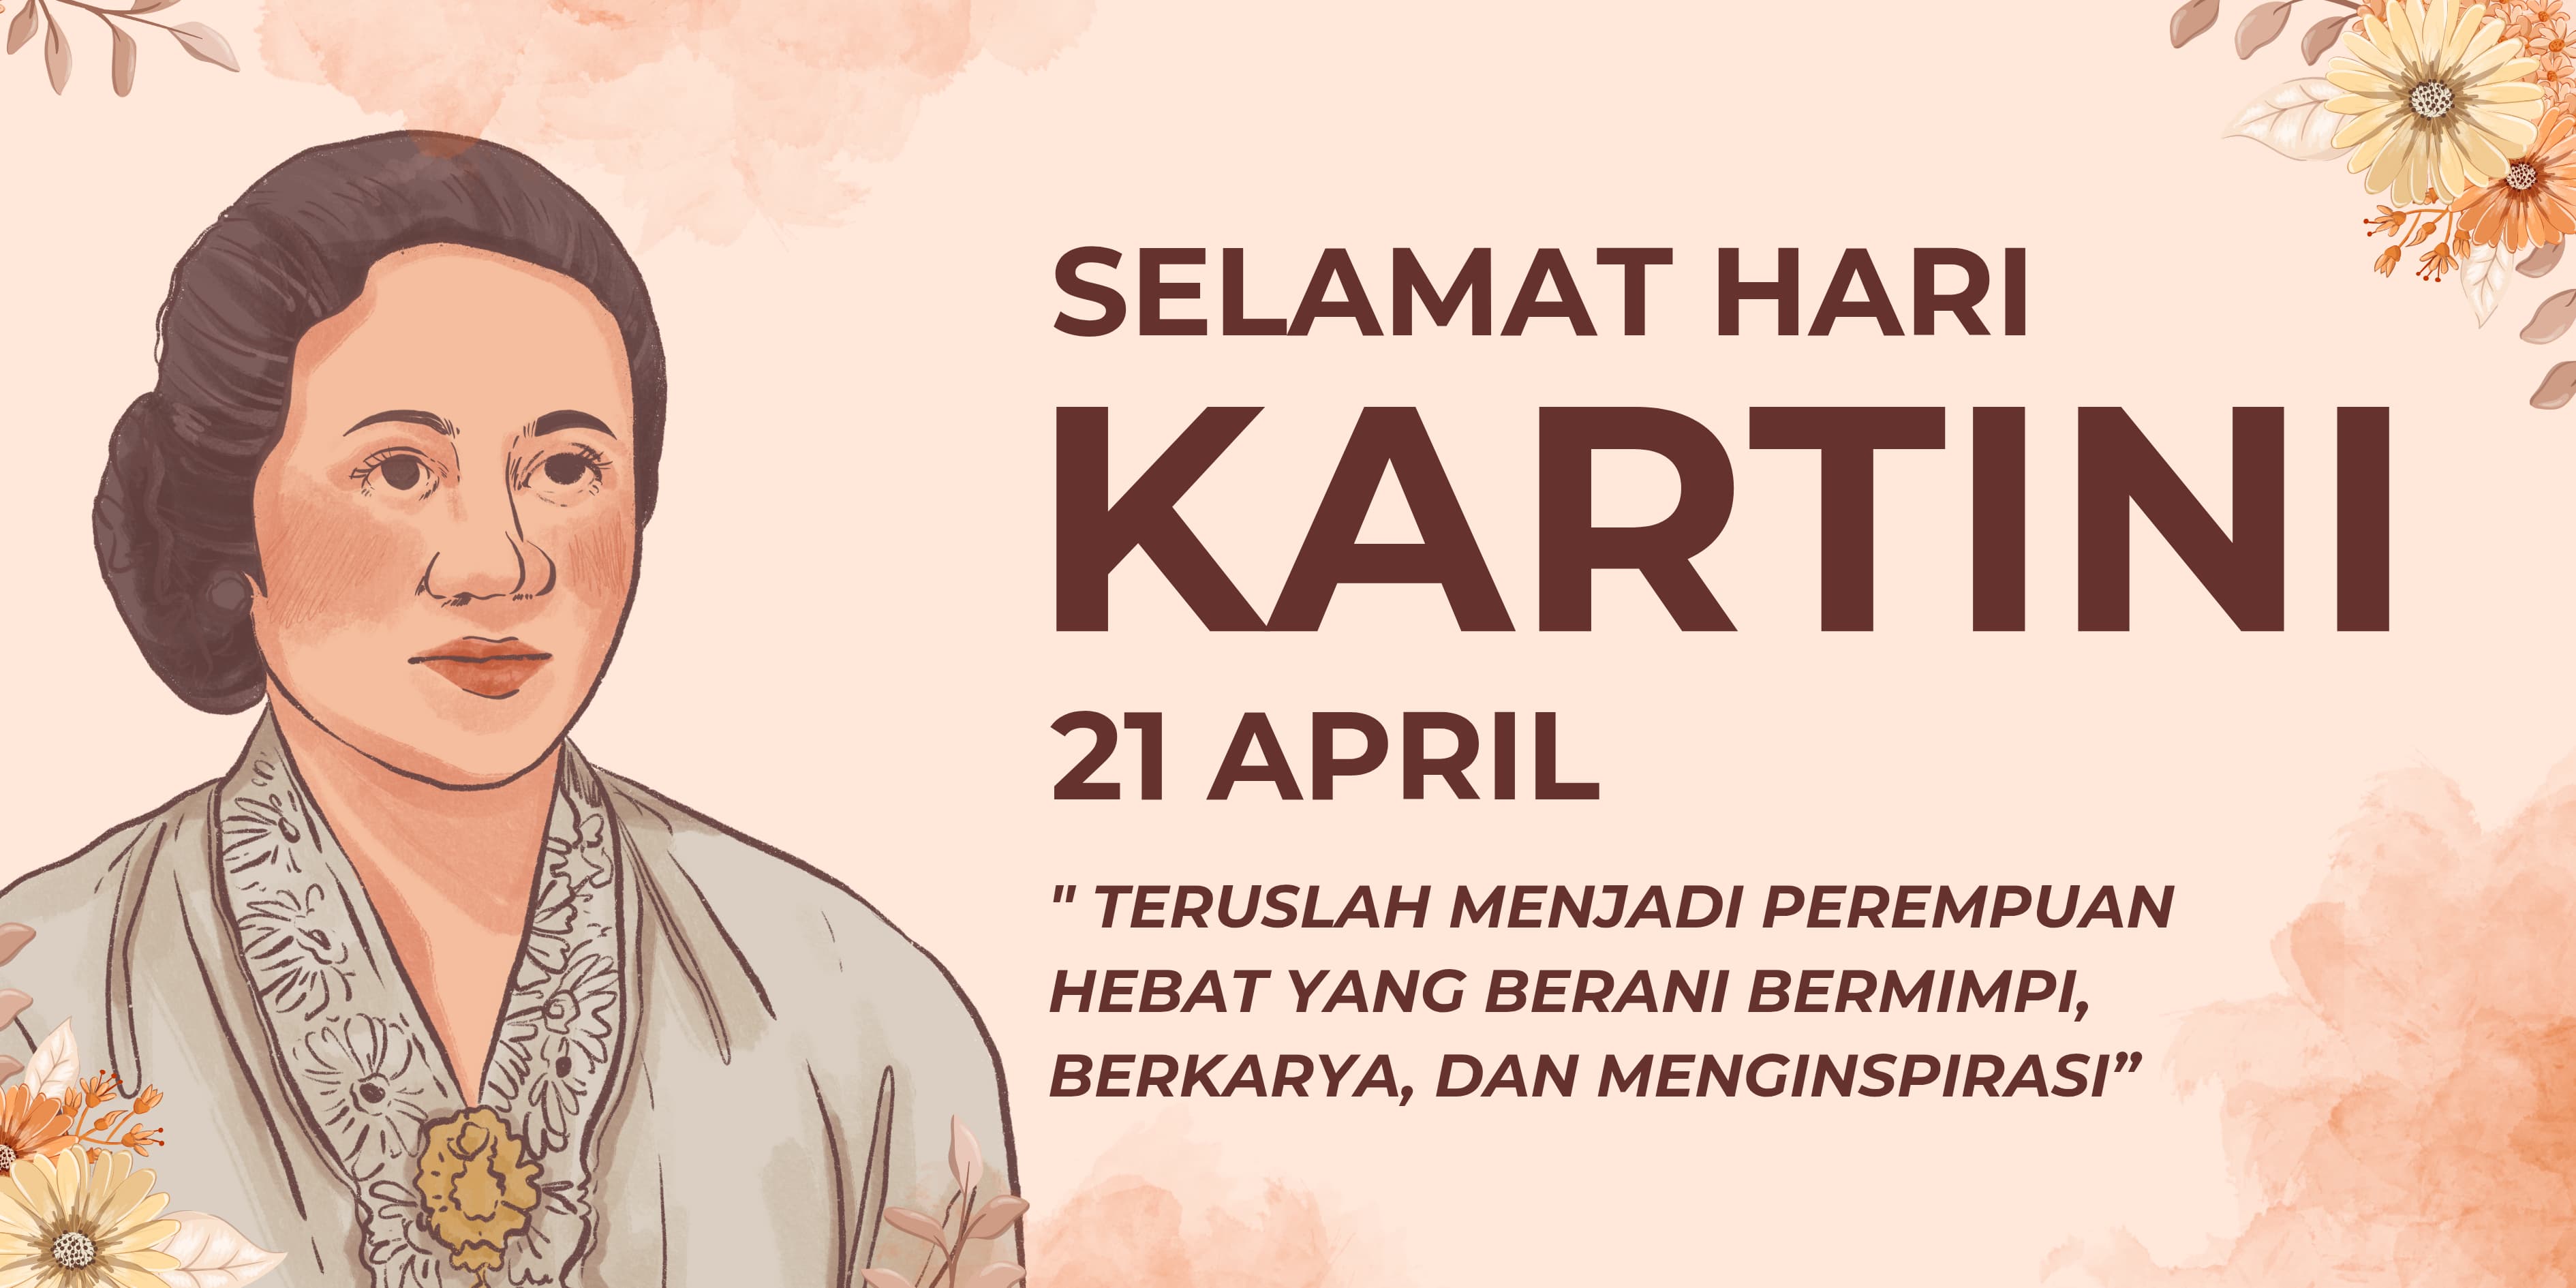 SELAMAT HARI
KARTINI
21 APRIL
" TERUSLAH MENJADI PEREMPUAN
HEBAT YANG BERANI BERMIMPI,
BERKARYA, DAN MENGINSPIRASI”